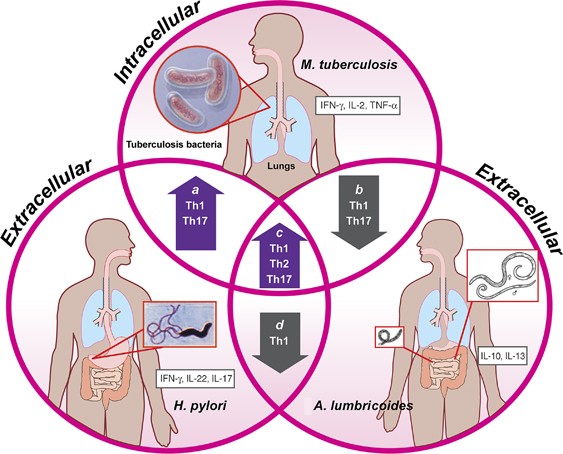 Intracellular
M. tuberculosis
IFN-γ, IL-2, TNF-α
Tuberculosis bacteria
Lungs
Extracellular
Extracellular
a
Th1
Th17
b
Th1
Th17
c
Th1
Th2
Th17
d
Th1
IFN-γ, IL-22, IL-17
H. pylori
IL-10, IL-13
A. lumbricoides